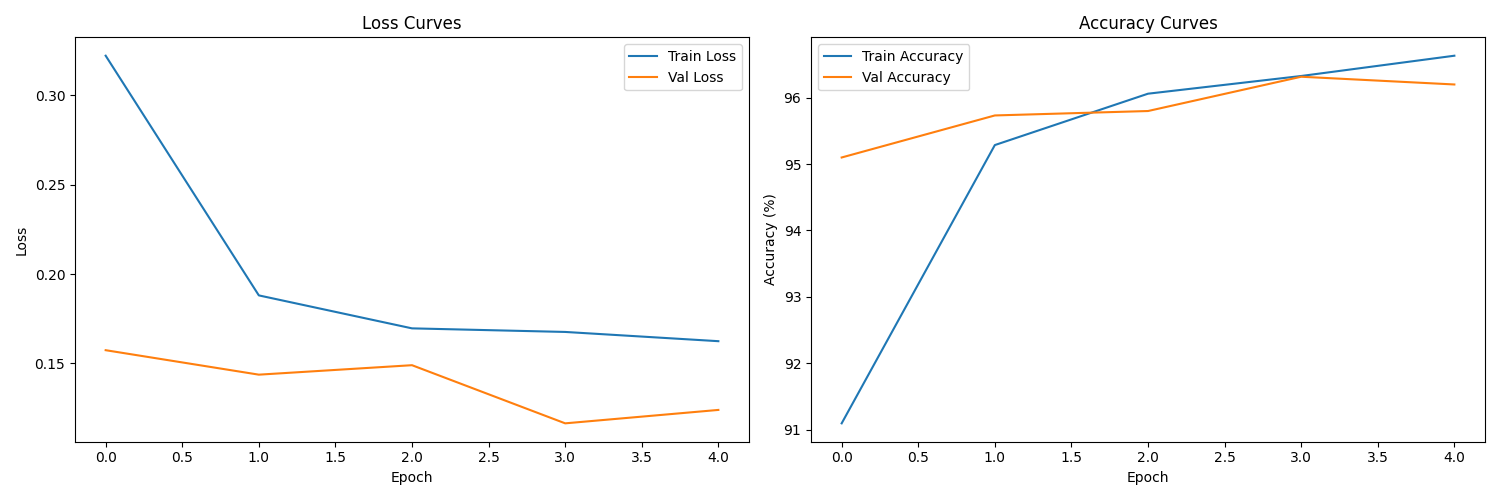 Loss Curves
Train Loss
Val Loss
0.30
0.25
0.20
0.15
Loss
0.0 0.5 1.0 1.5 2.0 2.5 3.0 3.5 4.0
Epoch
Accuracy Curves
Train Accuracy
Val Accuracy
96
95
94
93
92
91
Accuracy (%)
0.0 0.5 1.0 1.5 2.0 2.5 3.0 3.5 4.0
Epoch